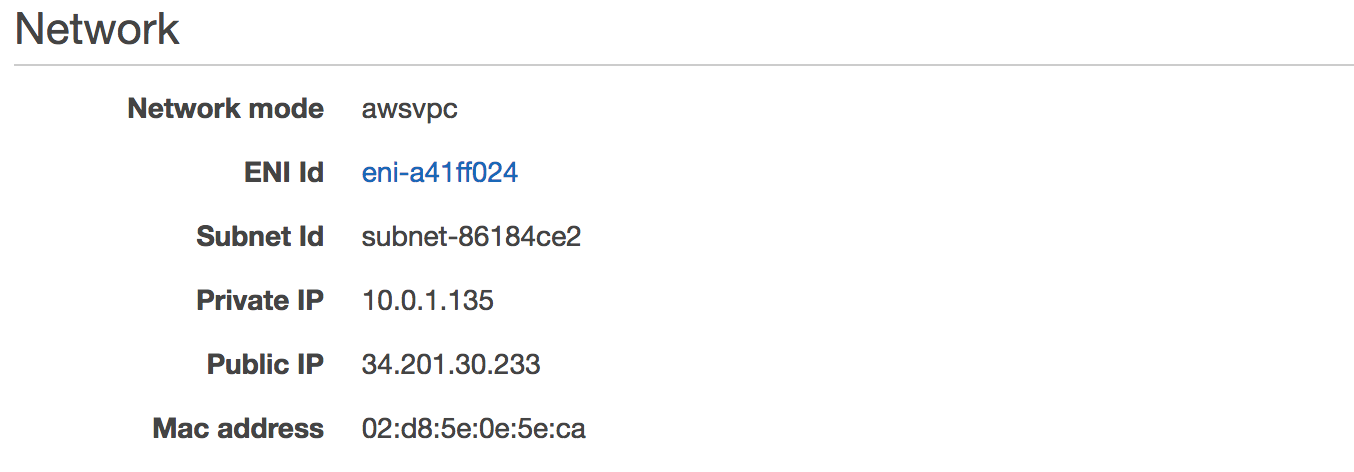 Network
Network mode awsvpc
ENI Id eni-a41ff024
Subnet Id subnet-86184ce2
Private IP 10.0.1.135
Public IP 34.201.30.233
Mac address 02:d8:5e:0e:5e:ca